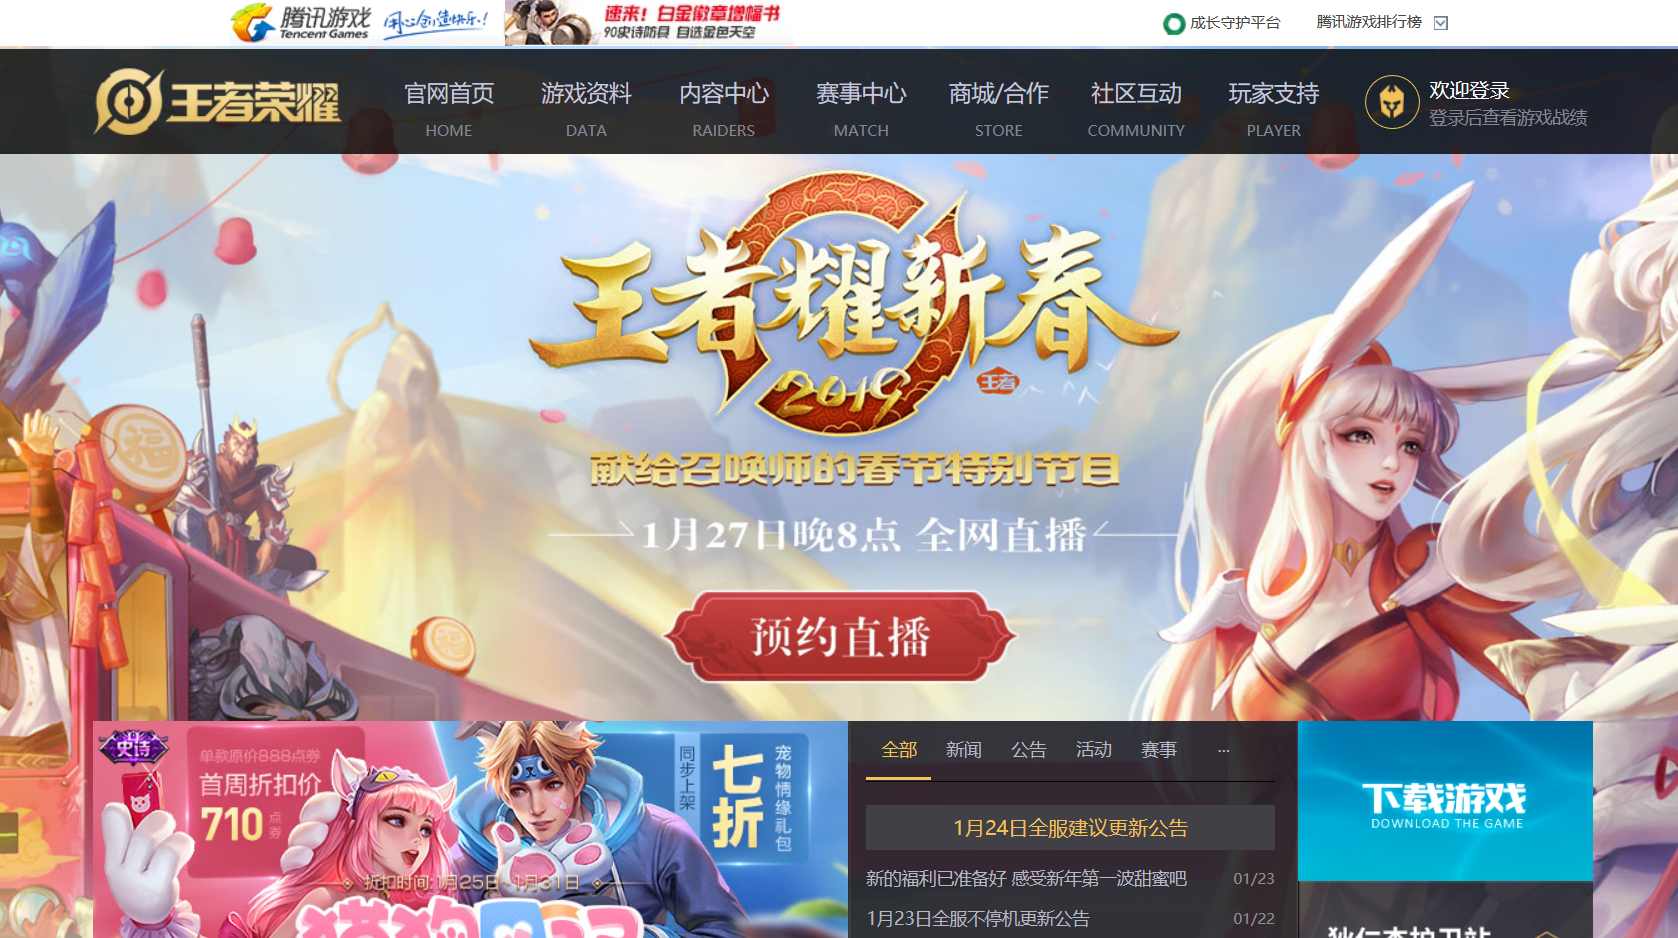 腾讯游戏
Tencent Games
用心创造快乐!
速来！白金徽章增幅书
90史诗防具 自选金色天空
成长守护平台
腾讯游戏排行榜
王者荣耀
官网首页
HOME
游戏资料
DATA
内容中心
RAIDERS
赛事中心
MATCH
商城/合作
STORE
社区互动
COMMUNITY
玩家支持
PLAYER
欢迎登录
登录后查看游戏战绩
王者耀新春
2019
王者
献给召唤师的春节特别节目
1月27日晚8点 全网直播
预约直播
福
福
史诗
单款原价888点券
首周折扣价
710点券
同步上架
七折
宠物情缘礼包
折扣时间:1月25日~1月31日
全部
新闻
公告
活动
赛事
...
1月24日全服建议更新公告
新的福利已准备好 感受新年第一波甜蜜吧
01/23
1月23日全服不停机更新公告
01/22
下载游戏
DOWNLOAD THE GAME